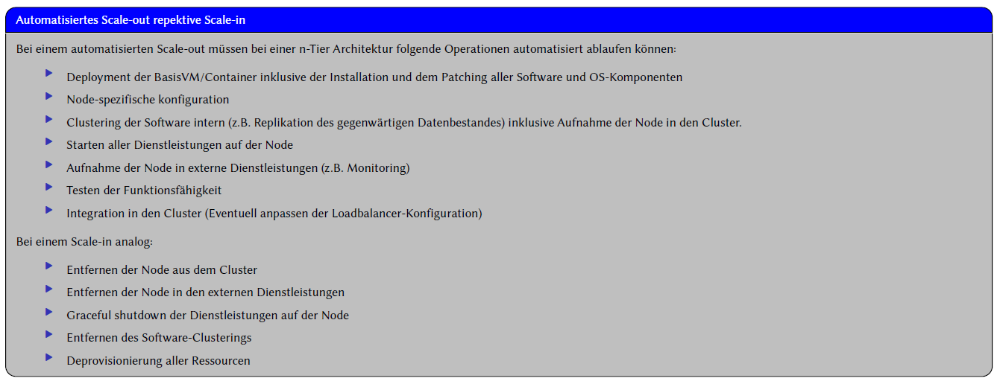 Automatisiertes Scale-out repektive Scale-in
Bei einem automatisierten Scale-out müssen bei einer n-Tier Architektur folgende Operationen automatisiert ablaufen können:
Deployment der BasisVM/Container inklusive der Installation und dem Patching aller Software und OS-Komponenten
Node-spezifische konfiguration
Clustering der Software intern (z.B. Replikation des gegenwärtigen Datenbestandes) inklusive Aufnahme der Node in den Cluster.
Starten aller Dienstleistungen auf der Node
Aufnahme der Node in externe Dienstleistungen (z.B. Monitoring)
Testen der Funktionsfähigkeit
Integration in den Cluster (Eventuell anpassen der Loadbalancer-Konfiguration)
Bei einem Scale-in analog:
Entfernen der Node aus dem Cluster
Entfernen der Node in den externen Dienstleistungen
Graceful shutdown der Dienstleistungen auf der Node
Entfernen des Software-Clusterings
Deprovisionierung aller Ressourcen